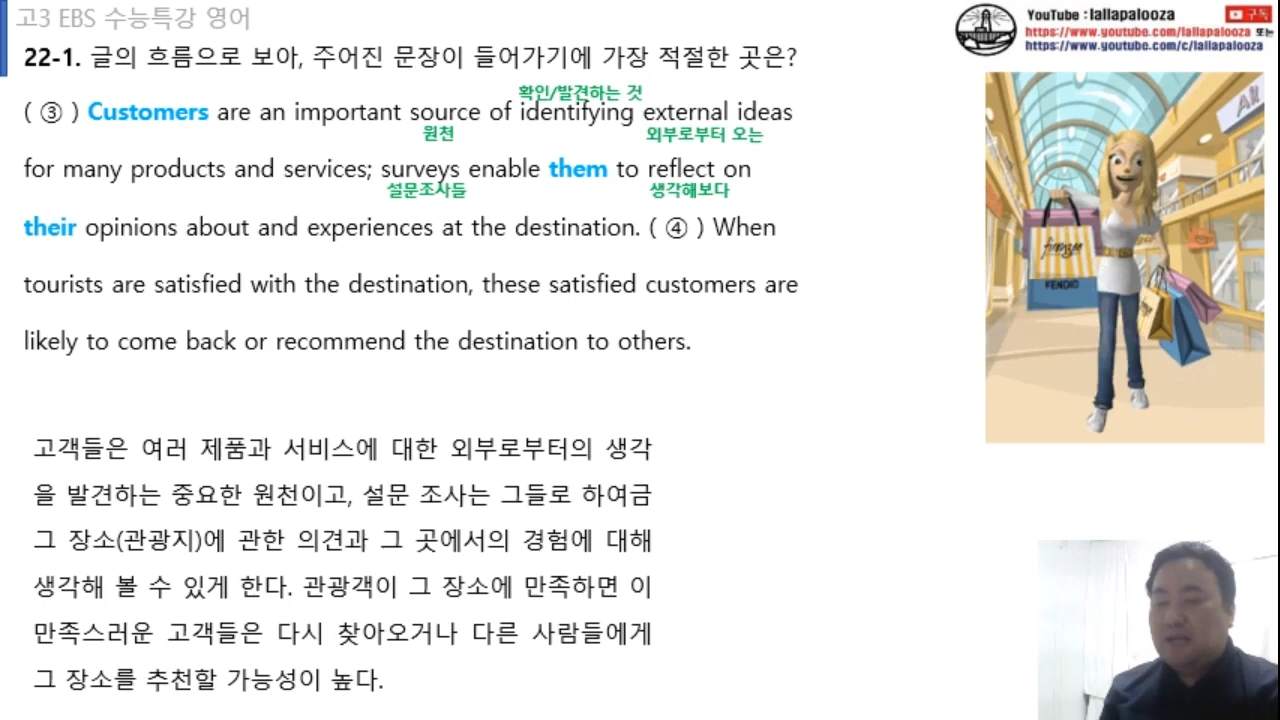 고3 EBS 수능특강 영어
YouTube : lallapalooza
구독
https://www.youtube.com/lallapalooza 또는
https://www.youtube.com/c/lallapalooza
22-1. 글의 흐름으로 보아, 주어진 문장이 들어가기에 가장 적절한 곳은?
확인/발견하는 것
( ③ ) Customers are an important source of identifying external ideas
원천 외부로부터 오는
for many products and services; surveys enable them to reflect on
설문조사들 생각해보다
their opinions about and experiences at the destination. ( ④ ) When
tourists are satisfied with the destination, these satisfied customers are
likely to come back or recommend the destination to others.
고객들은 여러 제품과 서비스에 대한 외부로부터의 생각
을 발견하는 중요한 원천이고, 설문 조사는 그들로 하여금
그 장소(관광지)에 관한 의견과 그 곳에서의 경험에 대해
생각해 볼 수 있게 한다. 관광객이 그 장소에 만족하면 이
만족스러운 고객들은 다시 찾아오거나 다른 사람들에게
그 장소를 추천할 가능성이 높다.
firenze
FENDIO
All